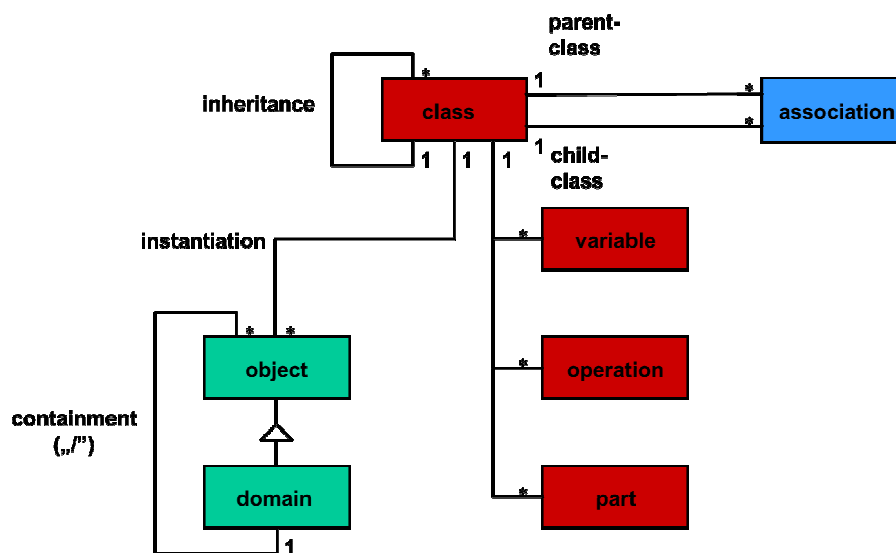 parent-
class
*
1
*
inheritance
class
association
*
1
1
1
1
child-
class
instantiation
*
variable
*
*
object
*
operation
containment
(„/”)
domain
*
part
1